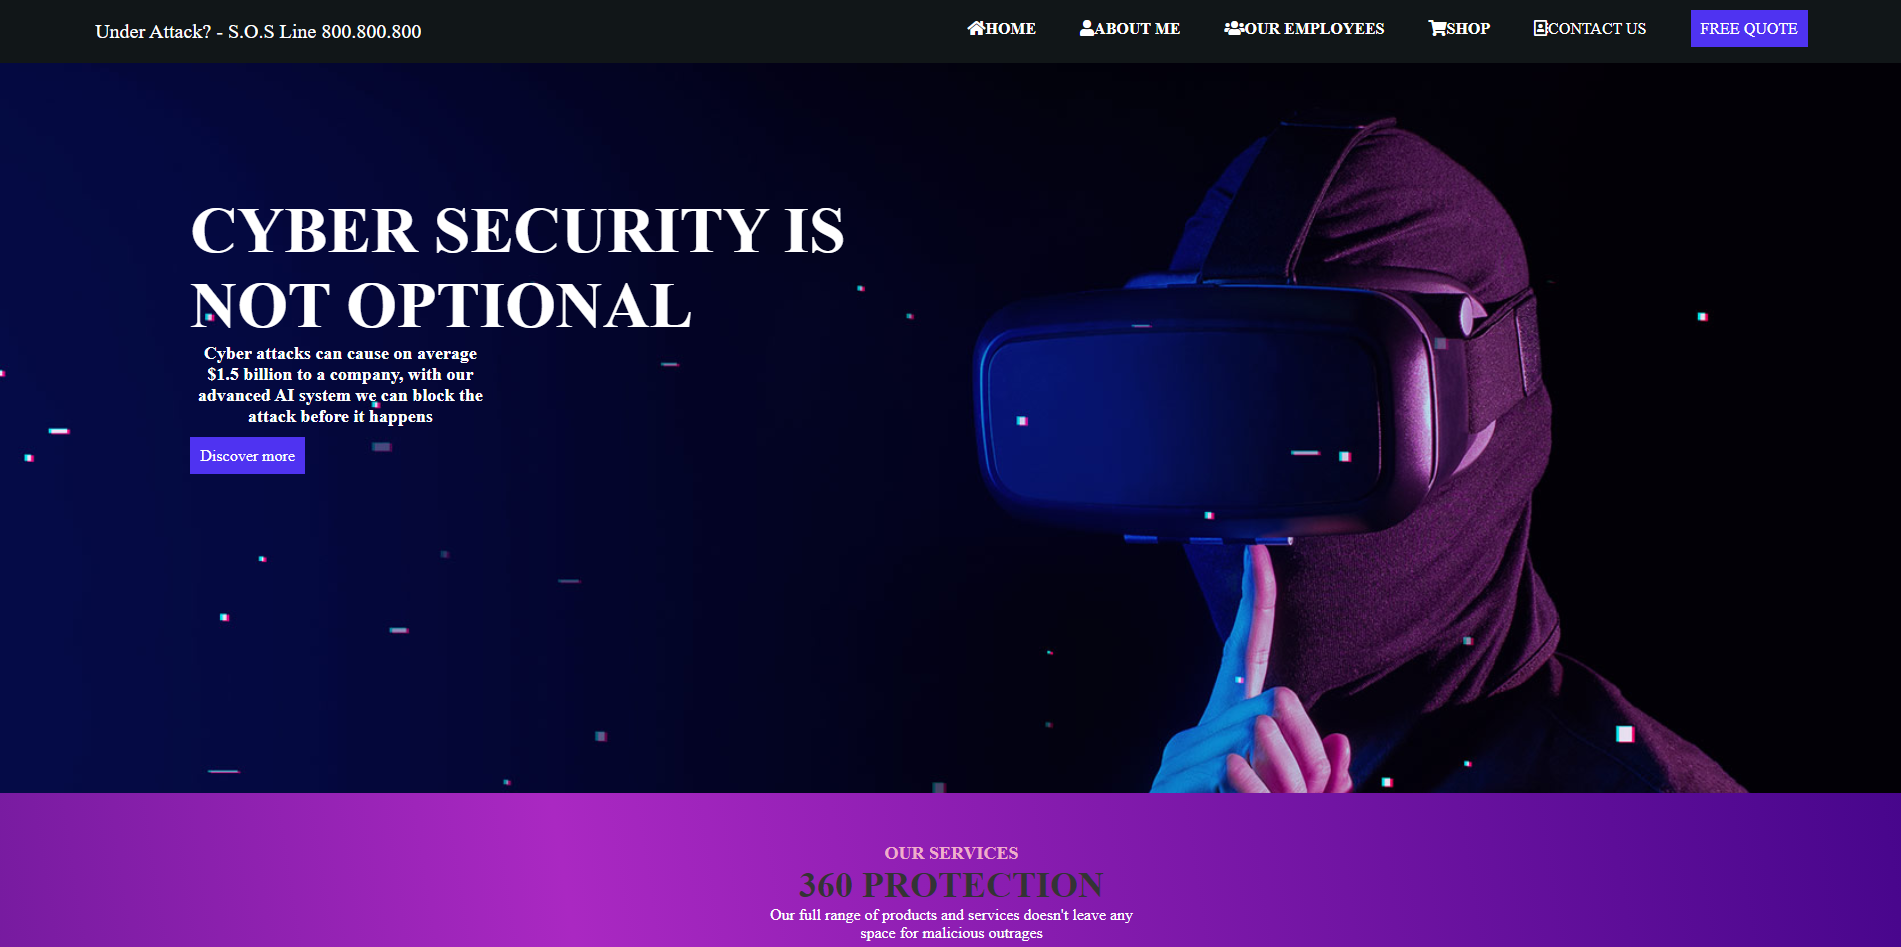 Under Attack? - S.O.S Line 800.800.800
HOME ABOUT ME OUR EMPLOYEES SHOP CONTACT US FREE QUOTE
CYBER SECURITY IS
NOT OPTIONAL
Cyber attacks can cause on average
$1.5 billion to a company, with our
advanced AI system we can block the
attack before it happens
Discover more
OUR SERVICES
360 PROTECTION
Our full range of products and services doesn't leave any
space for malicious outrages